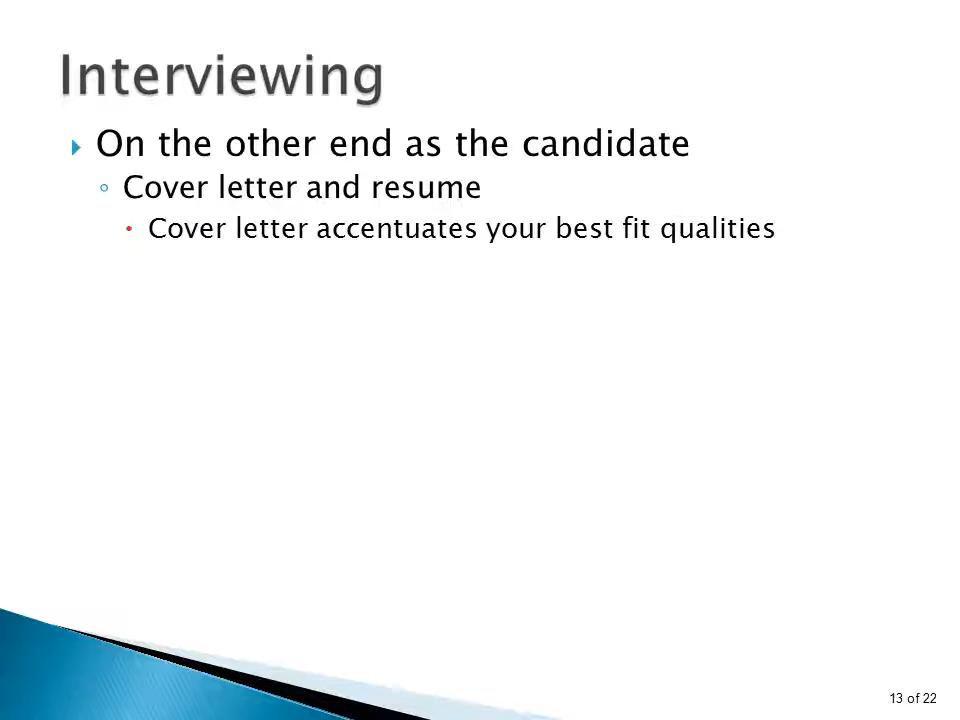 Interviewing
On the other end as the candidate
Cover letter and resume
Cover letter accentuates your best fit qualities
13 of 22